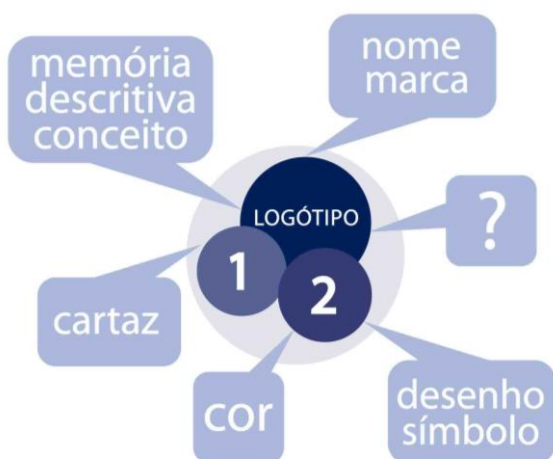 memória
descritiva
conceito
nome
marca
LOGÓTIPO
?
1
2
cartaz
cor
desenho
símbolo